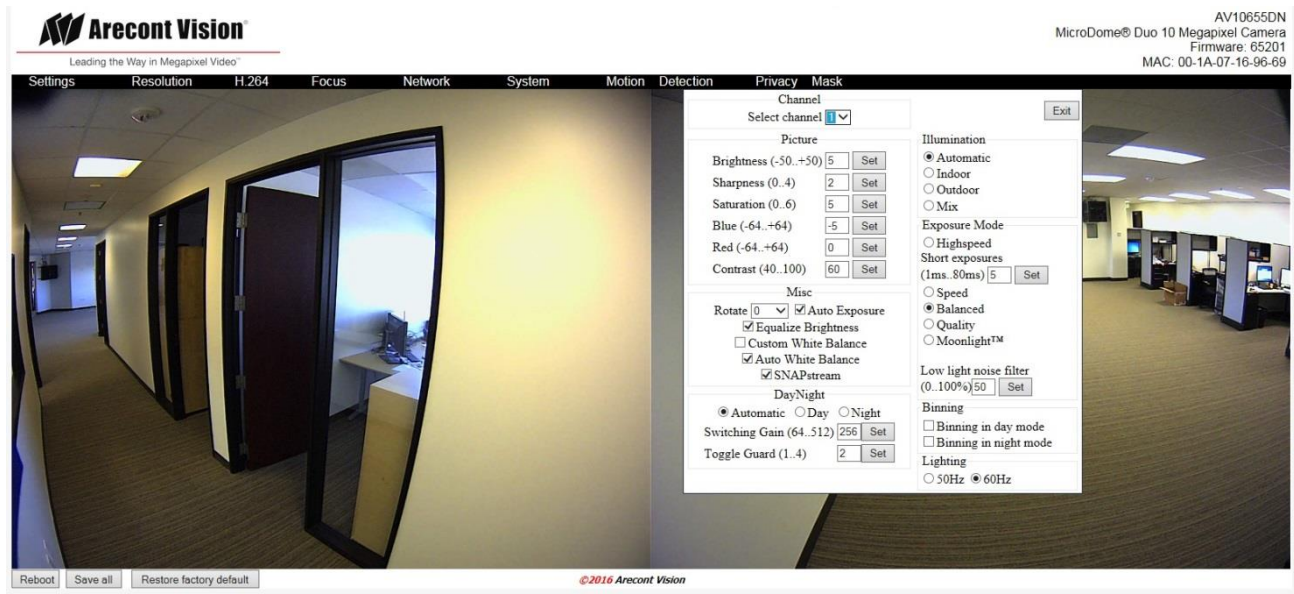 Arecont Vision®
Leading the Way in Megapixel Video™
AV10655DN
MicroDome® Duo 10 Megapixel Camera
Firmware: 65201
MAC: 00-1A-07-16-96-69
Settings Resolution H.264 Focus Network System Motion Detection Privacy Mask
Channel
Select channel 1
Exit
Picture
Brightness (-50..+50) 5 Set
Sharpness (0..4) 2 Set
Saturation (0..6) 5 Set
Blue (-64..+64) -5 Set
Red (-64..+64) 0 Set
Contrast (40..100) 60 Set
Misc
Rotate 0 Auto Exposure
Equalize Brightness
Custom White Balance
Auto White Balance
SNAPstream
DayNight
Automatic Day Night
Switching Gain (64..512) 256 Set
Toggle Guard (1..4) 2 Set
Illumination
Automatic
Indoor
Outdoor
Mix
Exposure Mode
Highspeed
Short exposures
(1ms..80ms) 5 Set
Speed
Balanced
Quality
Moonlight™
Low light noise filter
(0..100%) 50 Set
Binning
Binning in day mode
Binning in night mode
Lighting
50Hz 60Hz
Reboot Save all Restore factory default
©2016 Arecont Vision